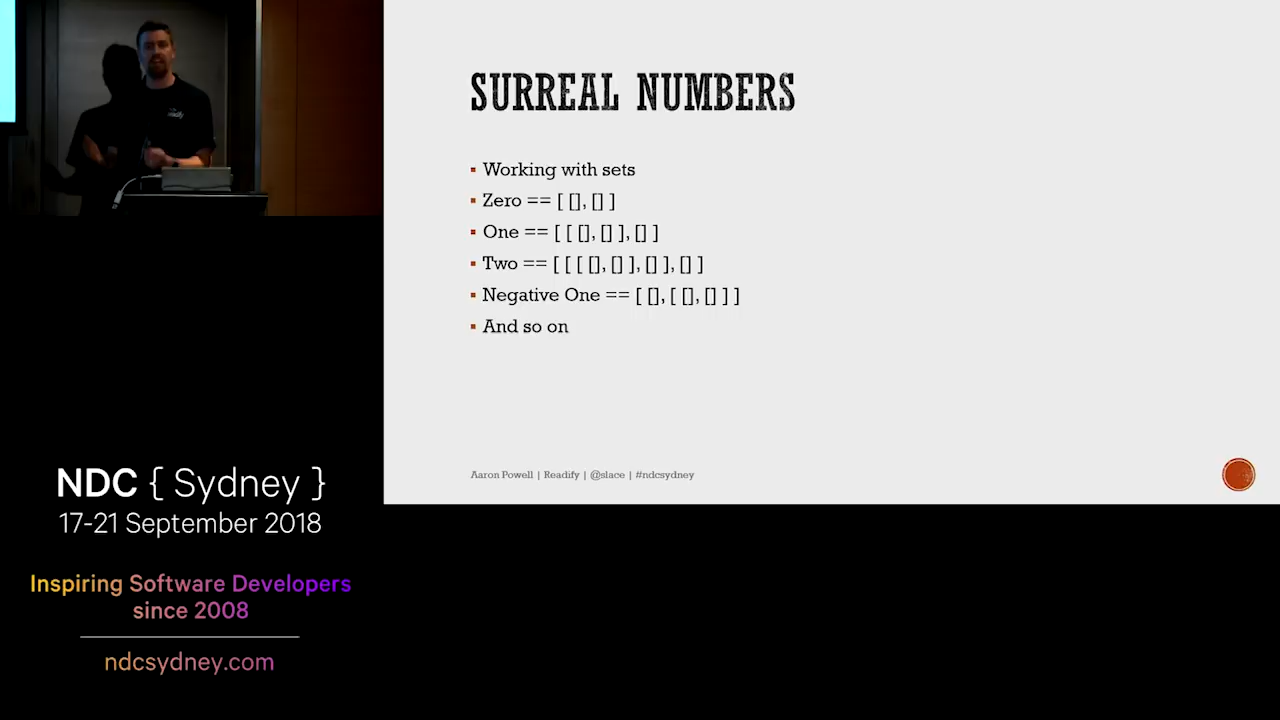 SURREAL NUMBERS
Working with sets
Zero == [ [], [] ]
One == [ [ [], [] ], [] ]
Two == [ [ [ [], [] ], [] ], [] ]
Negative One == [ [], [ [], [] ] ]
And so on
Aaron Powell | Readify | @slace | #ndcsydney
NDC { Sydney }
17-21 September 2018
Inspiring Software Developers
since 2008
ndcsydney.com